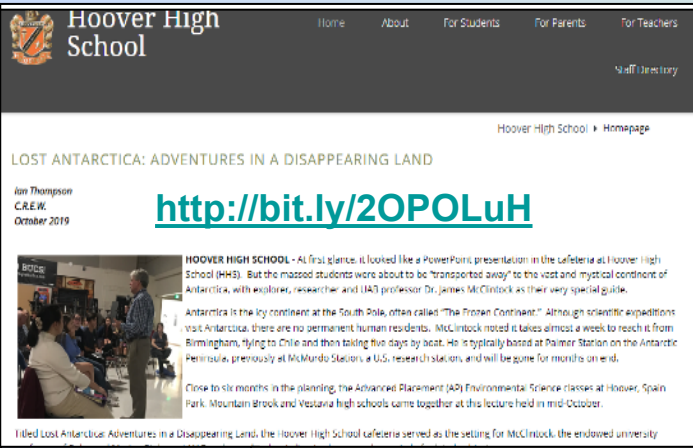 Hoover High
School
Home About For Students For Parents For Teachers
Staff Directory
Hoover High School Homepage
LOST ANTARCTICA: ADVENTURES IN A DISAPPEARING LAND
Ian Thompson
C.R.E.W.
October 2019
http://bit.ly/2OPOLuH
BUCS!
HOOVER HIGH SCHOOL - At first glance, it looked like a PowerPoint presentation in the cafeteria at Hoover High
School (HHS). But the massed students were about to be "transported away" to the vast and mystical continent of
Antarctica, with explorer, researcher and UAB professor Dr. James McClintock as their very special guide.
Antarctica is the icy continent at the South Pole, often called "The Frozen Continent." Although scientific expeditions
visit Antarctica, there are no permanent human residents. McClintock noted it takes almost a week to reach it from
Birmingham, flying to Chile and then taking five days by boat. He is typically based at Palmer Station on the Antarctic
Peninsula, previously at McMurdo Station, a U.S. research station, and will be gone for months on end.
Close to six months in the planning, the Advanced Placement (AP) Environmental Science classes at Hoover, Spain
Park, Mountain Brook and Vestavia high schools came together at this lecture held in mid-October.
Titled Lost Antarctica: Adventures in a Disappearing Land, the Hoover High School cafeteria served as the setting for McClintock, the endowed university